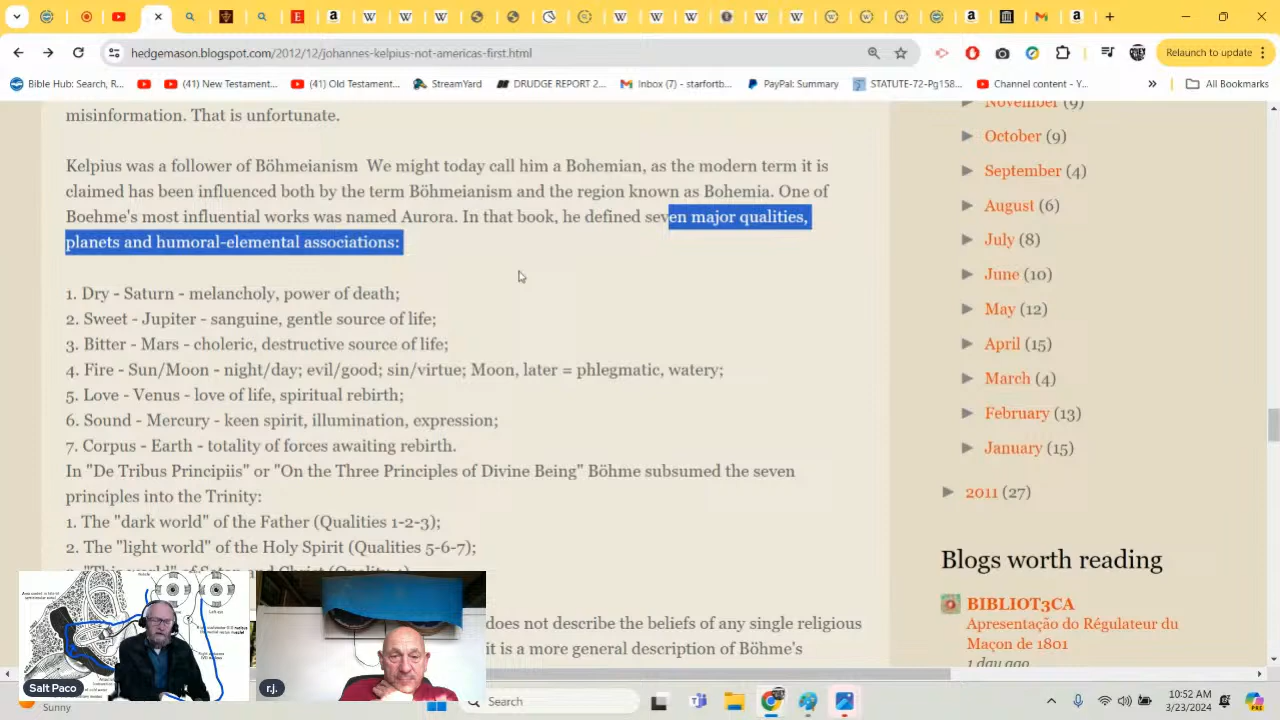 hedgemason.blogspot.com/2012/12/johannes-kelpius-not-americas-first.html
Relaunch to update
Bible Hub: Search, R...
(41) New Testament...
(41) Old Testament...
StreamYard
DRUDGE REPORT 2...
Inbox (7) - starfortb...
PayPal: Summary
STATUTE-72-Pg158...
Channel content - Y...
All Bookmarks
misinformation. That is unfortunate.
Kelpius was a follower of Böhmeianism We might today call him a Bohemian, as the modern term it is
claimed has been influenced both by the term Böhmeianism and the region known as Bohemia. One of
Boehme's most influential works was named Aurora. In that book, he defined seven major qualities,
planets and humoral-elemental associations:
1. Dry - Saturn - melancholy, power of death;
2. Sweet - Jupiter - sanguine, gentle source of life;
3. Bitter - Mars - choleric, destructive source of life;
4. Fire - Sun/Moon - night/day; evil/good; sin/virtue; Moon, later = phlegmatic, watery;
5. Love - Venus - love of life, spiritual rebirth;
6. Sound - Mercury - keen spirit, illumination, expression;
7. Corpus - Earth - totality of forces awaiting rebirth.
In "De Tribus Principiis" or "On the Three Principles of Divine Being" Böhme subsumed the seven
principles into the Trinity:
1. The "dark world" of the Father (Qualities 1-2-3);
2. The "light world" of the Holy Spirit (Qualities 5-6-7);
3. "This world" of Satan and Christ (Quality 4).
does not describe the beliefs of any single religious
it is a more general description of Böhme's
November (9)
October (9)
September (4)
August (6)
July (8)
June (10)
May (12)
April (15)
March (4)
February (13)
January (15)
2011 (27)
Blogs worth reading
BIBLIOT3CA
Apresentação do Régulateur du
Maçon de 1801
1 day ago
Salt Paco
r.j.
Sunny
Search
10:52 AM
3/23/2024